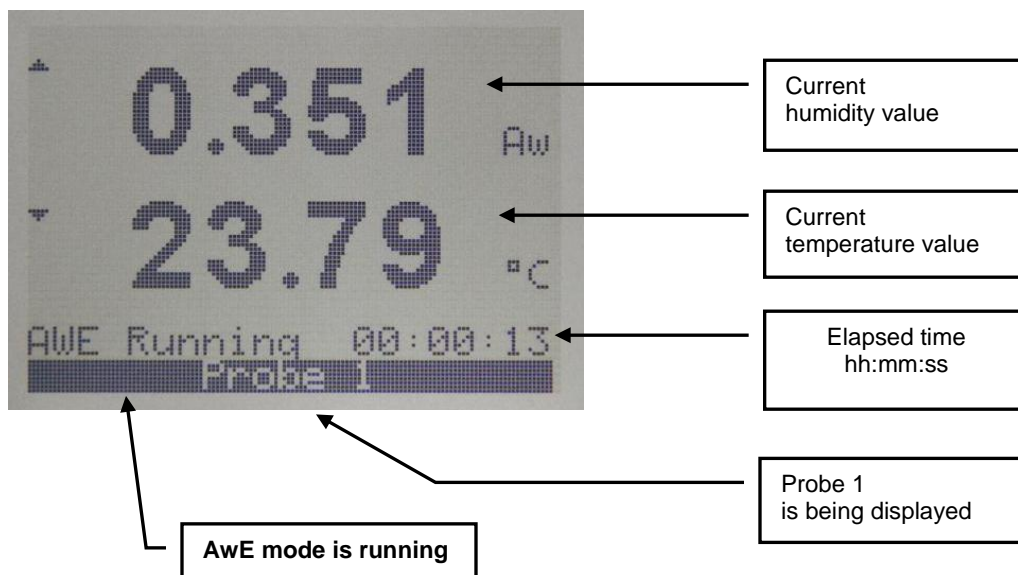 0.351
Aw
23.79
°C
AWE Running 00:00:13
Probe 1
Current
humidity value
Current
temperature value
Elapsed time
hh:mm:ss
Probe 1
is being displayed
AwE mode is running